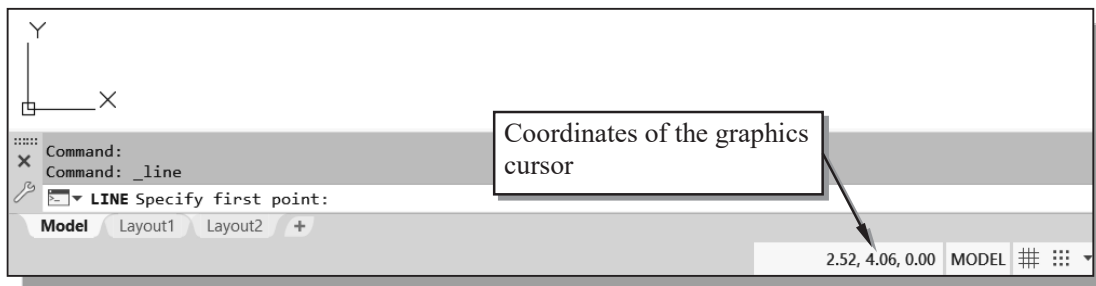 Y
X
Coordinates of the graphics
cursor
Command:
Command: _line
LINE Specify first point:
Model Layout1 Layout2 +
2.52, 4.06, 0.00 MODEL